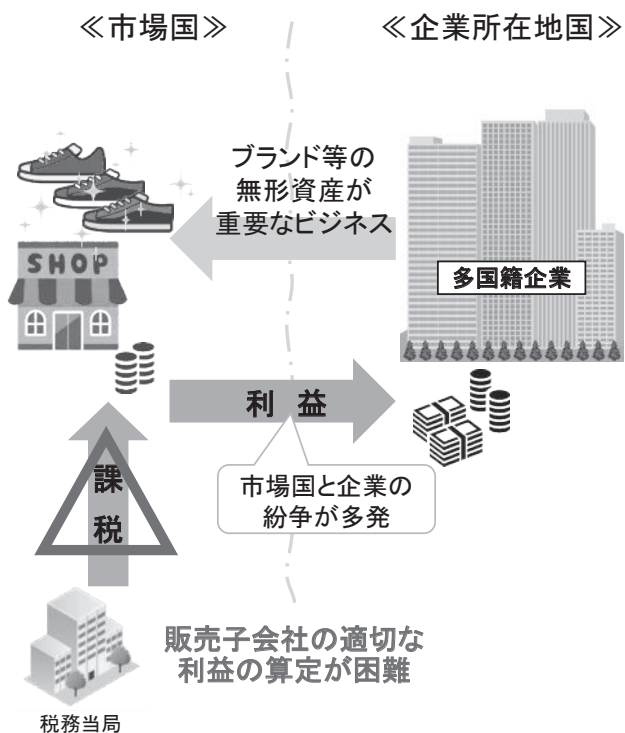 ≪市場国≫
≪企業所在地国≫
ブランド等の
無形資産が
重要なビジネス
SHOP
多国籍企業
利 益
市場国と企業の
紛争が多発
課
税
販売子会社の適切な
利益の算定が困難
税務当局